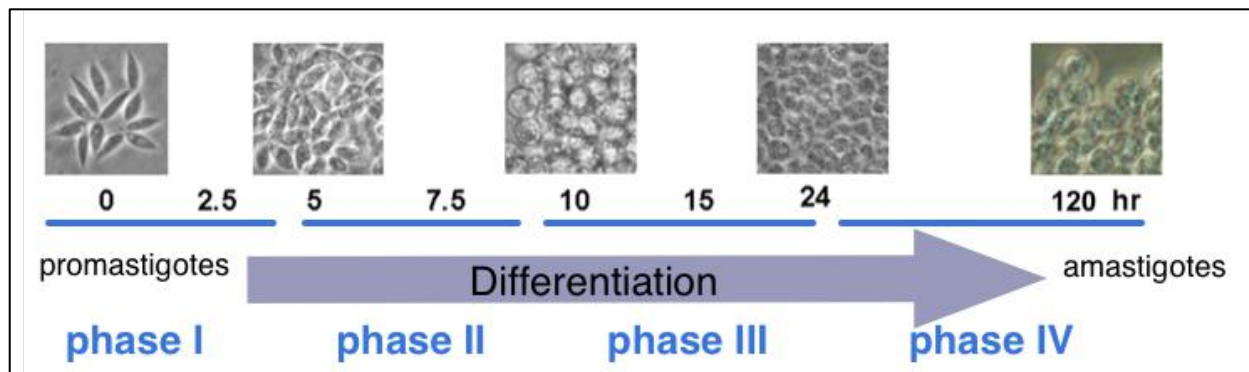 0 2.5 5 7.5 10 15 24 120 hr
promastigotes Differentiation amastigotes
phase I phase II phase III phase IV